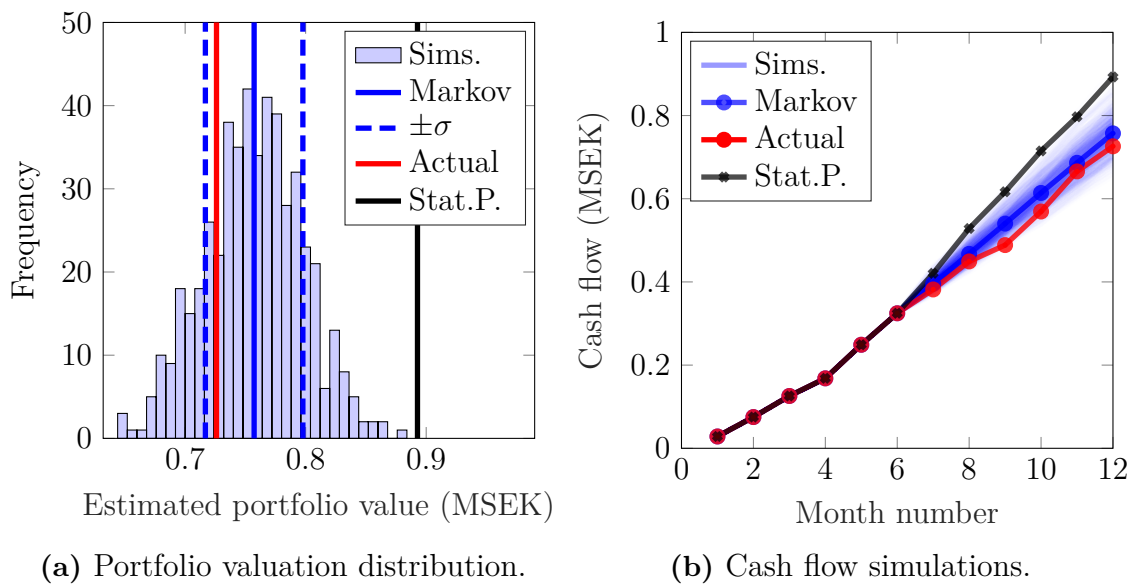 50
40
30
20
10
0
Frequency
Sims.
Markov
±σ
Actual
Stat.P.
0.7
0.8
0.9
Estimated portfolio value (MSEK)
(a) Portfolio valuation distribution.
1
0.8
0.6
0.4
0.2
0
Cash flow (MSEK)
Sims.
Markov
Actual
Stat.P.
0
2
4
6
8
10
12
Month number
(b) Cash flow simulations.